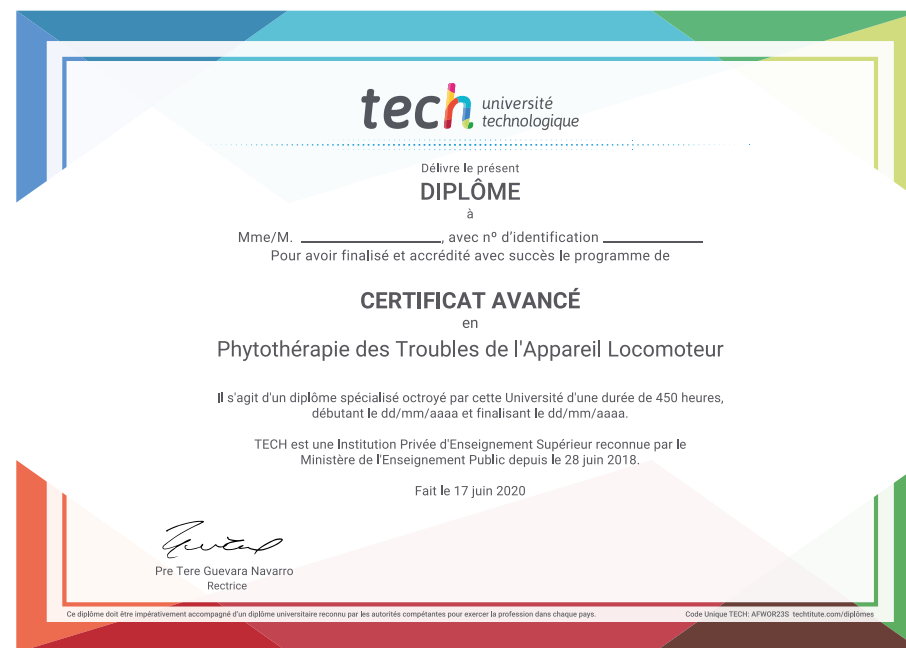 tech université
technologique
Délivre le présent
DIPLÔME
à
Mme/M. ____________________, avec nº d'identification ______________
Pour avoir finalisé et accrédité avec succès le programme de
CERTIFICAT AVANCÉ
en
Phytothérapie des Troubles de l'Appareil Locomoteur
Il s'agit d'un diplôme spécialisé octroyé par cette Université d'une durée de 450 heures,
débutant le dd/mm/aaaa et finalisant le dd/mm/aaaa.
TECH est une Institution Privée d'Enseignement Supérieur reconnue par le
Ministère de l'Enseignement Public depuis le 28 juin 2018.
Fait le 17 juin 2020
Pre Tere Guevara Navarro
Rectrice
Ce diplôme doit être impérativement accompagné d'un diplôme universitaire reconnu par les autorités compétentes pour exercer la profession dans chaque pays.
Code Unique TECH: AFWOR23S techtitute.com/diplômes